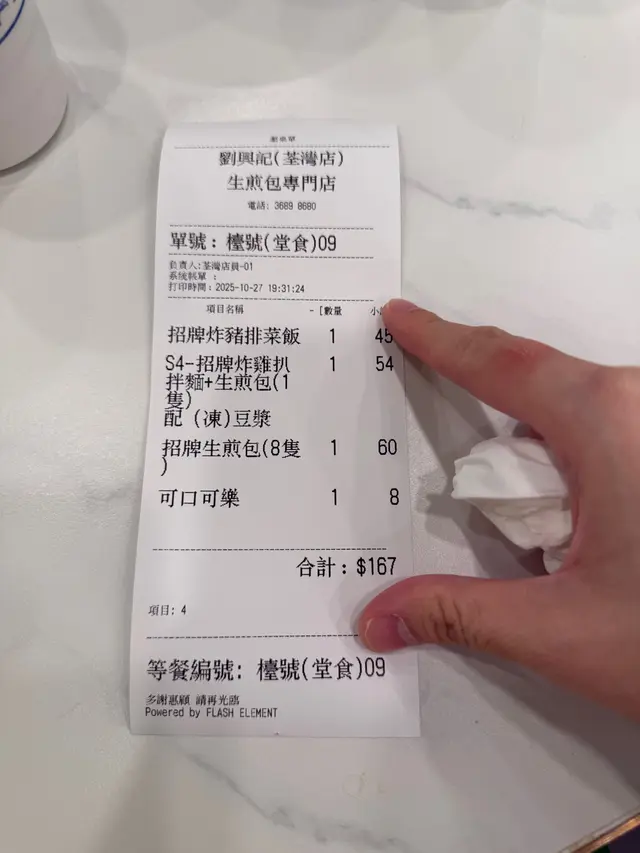 劉興記(荃灣店)
生煎包專門店
電話: 3689 8680
單號: 檯號(堂食)09
負責人:荃灣店員-01
系統帳單 :
打印時間:2025-10-27 19:31:24
項目名稱 -[數量 小
招牌炸豬排菜飯 1 45
S4-招牌炸雞扒 1 54
拌麵+生煎包(1
隻)
配 (凍)豆漿
招牌生煎包(8隻 1 60
)
可口可樂 1 8
合計: $167
項目: 4
等餐編號: 檯號(堂食)09
多謝惠顧 請再光臨
Powered by FLASH ELEMENT